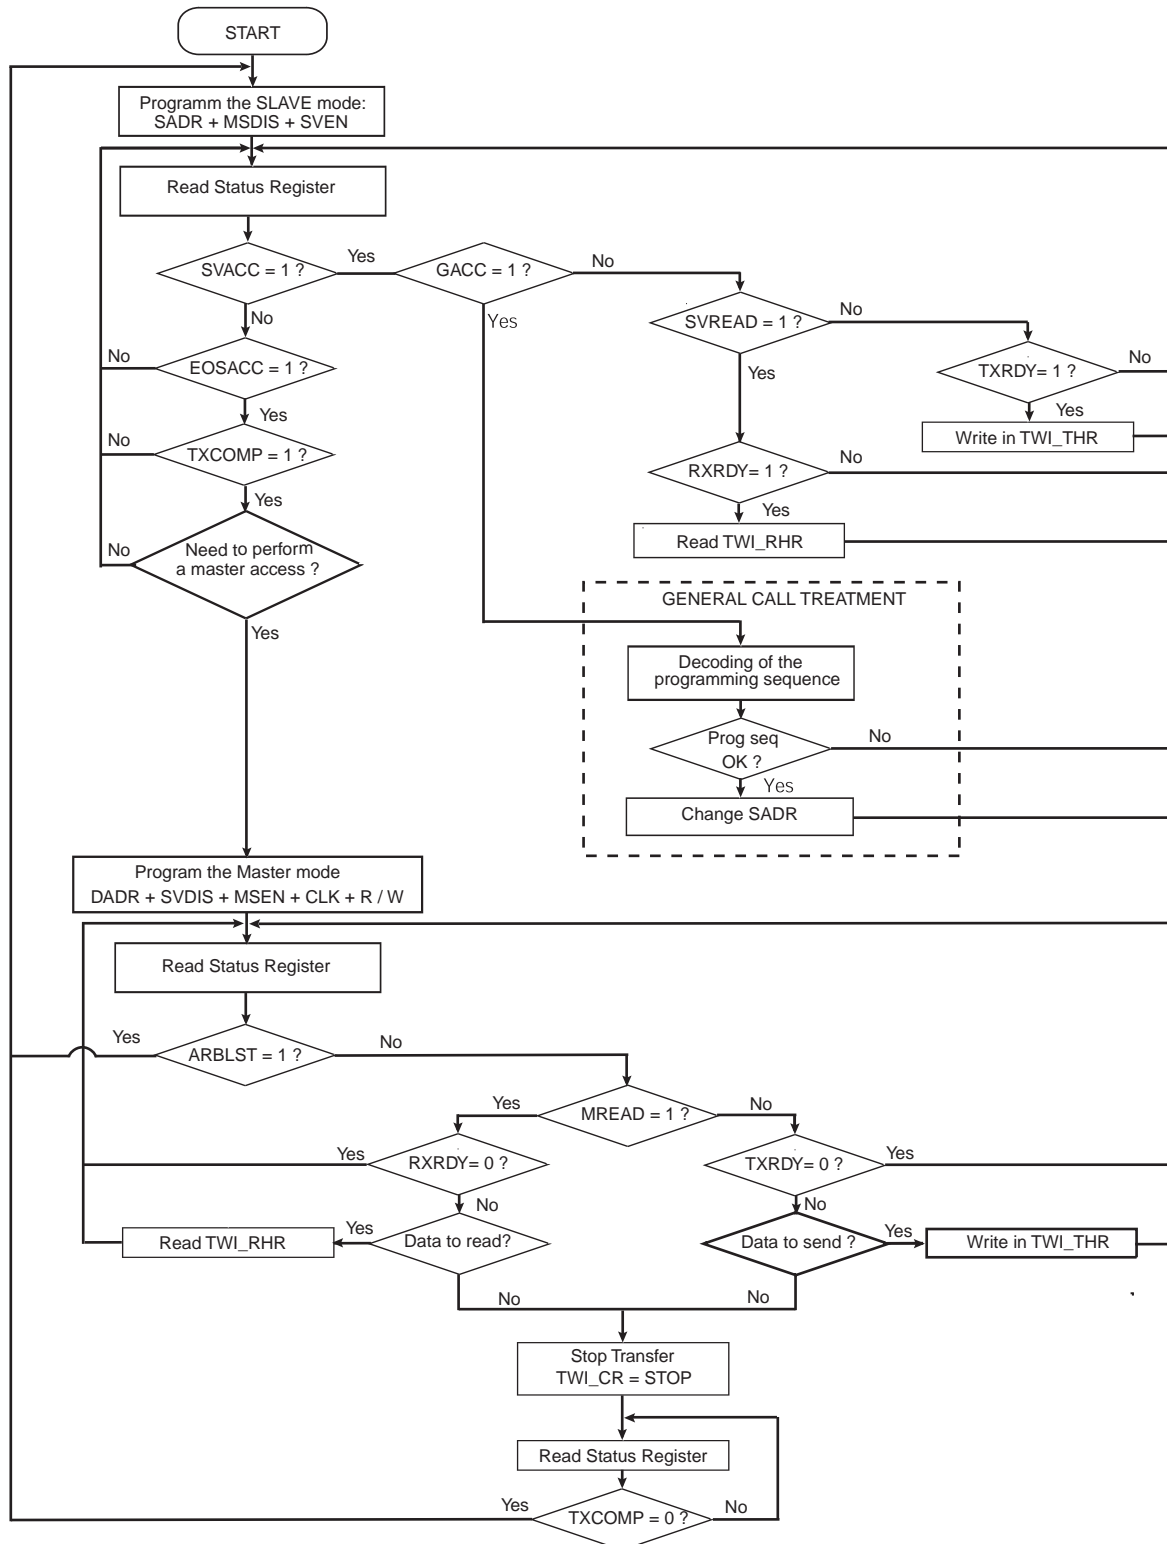 START
Programm the SLAVE mode:
SADR + MSDIS + SVEN
Read Status Register
SVACC = 1 ?
Yes
GACC = 1 ?
No
No
Yes
SVREAD = 1 ?
No
No
EOSACC = 1 ?
Yes
TXRDY= 1 ?
No
Yes
Yes
Write in TWI_THR
No
TXCOMP = 1 ?
RXRDY= 1 ?
No
Yes
Yes
Read TWI_RHR
No
Need to perform
a master access ?
Yes
GENERAL CALL TREATMENT
Decoding of the
programming sequence
Prog seq
OK ?
No
Yes
Change SADR
Program the Master mode
DADR + SVDIS + MSEN + CLK + R / W
Read Status Register
Yes
ARBLST = 1 ?
No
Yes
MREAD = 1 ?
No
Yes
RXRDY= 0 ?
TXRDY= 0 ?
Yes
No
No
Read TWI_RHR
Yes
Data to read?
Data to send ?
Yes
Write in TWI_THR
No
No
Stop Transfer
TWI_CR = STOP
Read Status Register
Yes
TXCOMP = 0 ?
No